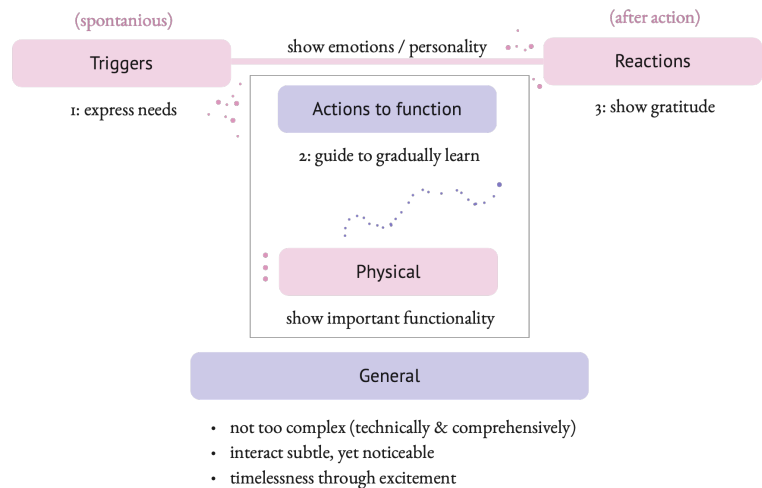 (spontanious)
(after action)
Triggers
show emotions / personality
Reactions
1: express needs
Actions to function
3: show gratitude
2: guide to gradually learn
Physical
show important functionality
General
• not too complex (technically & comprehensively)
• interact subtle, yet noticeable
• timelessness through excitement